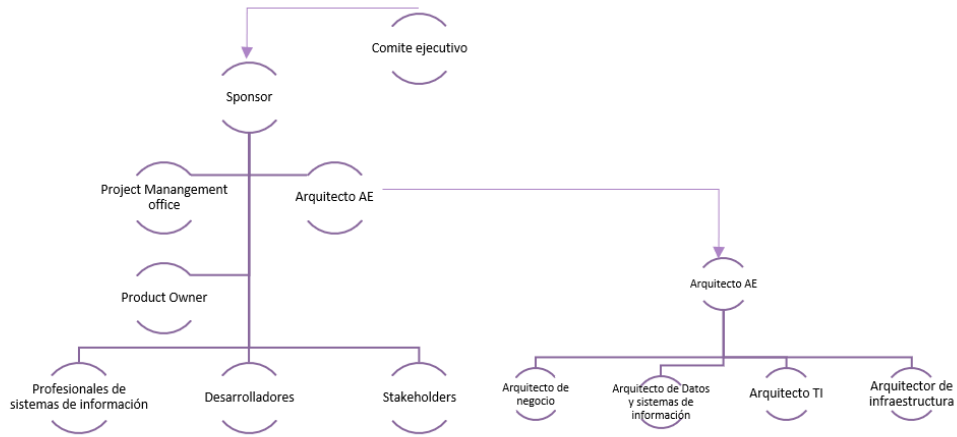 Comite ejecutivo
Sponsor
Project Manangement
office
Arquitecto AE
Product Owner
Profesionales de
sistemas de información
Desarrolladores
Stakeholders
Arquitecto AE
Arquitecto de
negocio
Arquitecto de Datos
y sistemas de
información
Arquitecto TI
Arquitector de
infraestructura